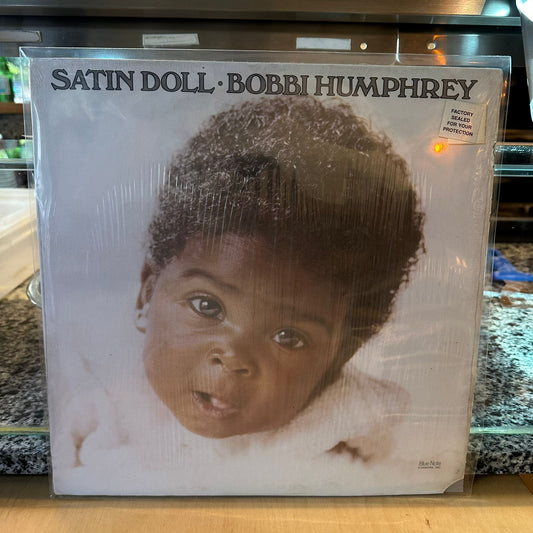 SATIN DOLL · BOBBI HUMPHREY
FACTORY
SEALED
FOR YOUR
PROTECTION
Blue Note